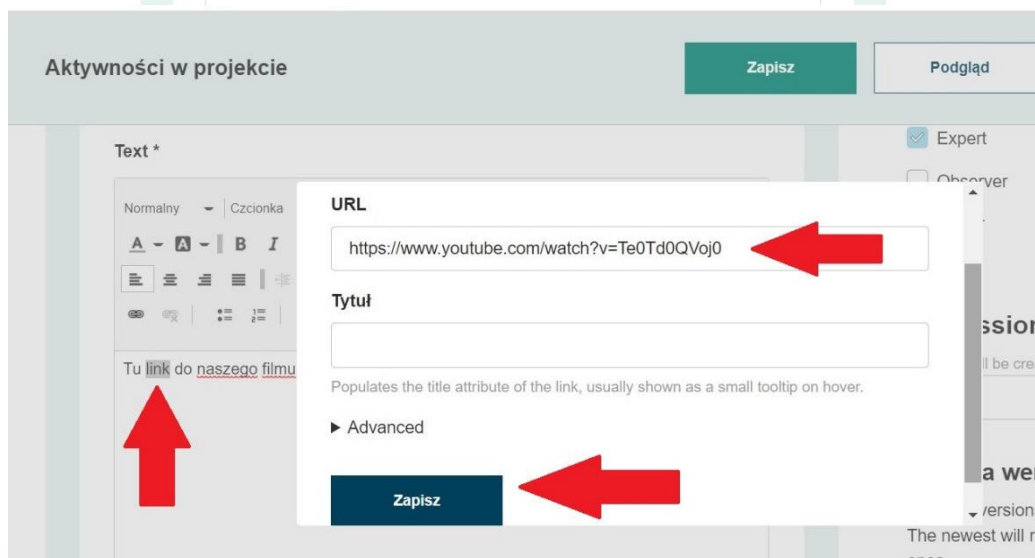 Aktywności w projekcie
Zapisz
Podgląd
Text *
Normalny
Czcionka
A A B I
Tu link do naszego filmu
URL
https://www.youtube.com/watch?v=Te0Td0QVoj0
Tytuł
Populates the title attribute of the link, usually shown as a small tooltip on hover.
Advanced
Zapisz
Expert
Observer
The newest will